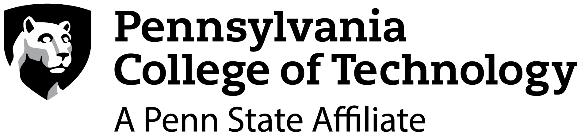 Pennsylvania
College of Technology
A Penn State Affiliate